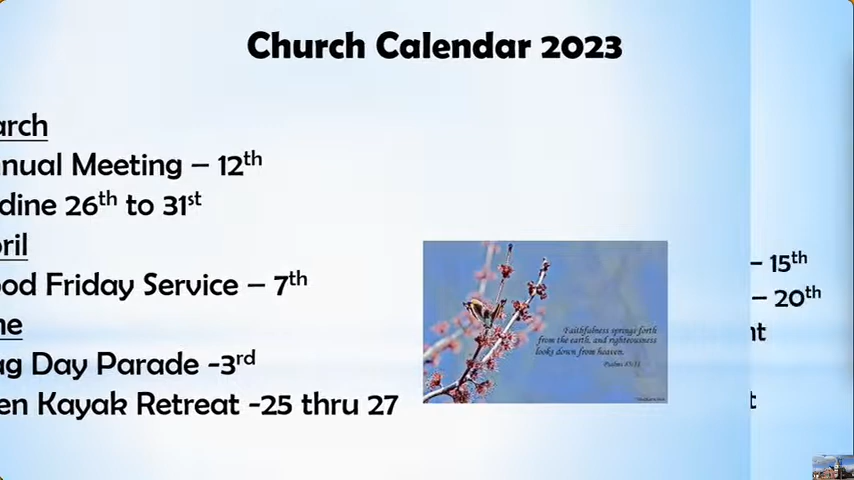 Church Calendar 2023
arch
nnual Meeting – 12th
dine 26th to 31st
ril
od Friday Service – 7th
ne
ag Day Parade -3rd
en Kayak Retreat -25 thru 27
Faithfulness springs forth
from the earth, and righteousness
looks down from heaven.
Psalms 85:11
– 15th
– 20th
nt
t